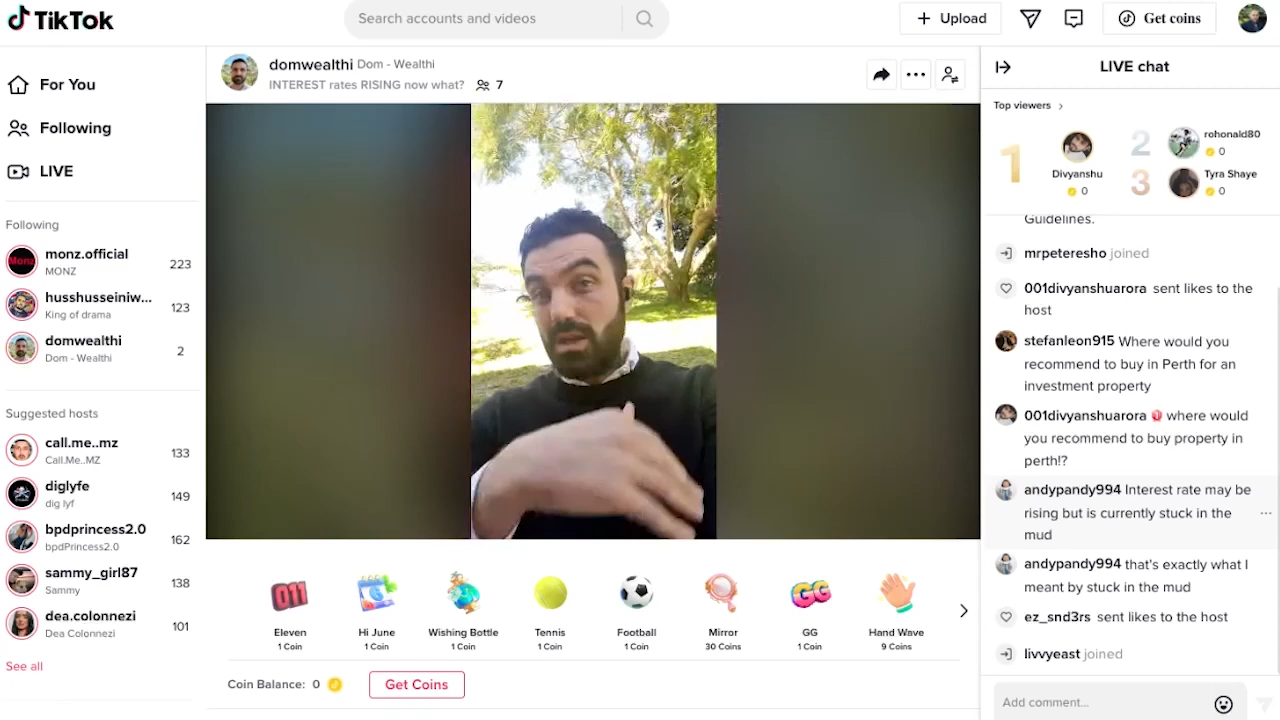 TikTok
Search accounts and videos
Upload
Get coins
For You
Following
LIVE
Following
monz.official
MONZ
223
husshusseiniw...
King of drama
123
domwealthi
Dom - Wealthi
2
Suggested hosts
call.me..mz
Call.Me..MZ
133
diglyfe
dig lyf
149
bpdprincess2.0
bpdPrincess2.0
162
sammy_girl87
Sammy
138
dea.colonnezi
Dea Colonnezi
101
See all
domwealthi Dom - Wealthi
INTEREST rates RISING now what? 7
Monz
011
GG
Eleven
1 Coin
Hi June
1 Coin
Wishing Bottle
1 Coin
Tennis
1 Coin
Football
1 Coin
Mirror
30 Coins
GG
1 Coin
Hand Wave
9 Coins
Coin Balance: 0
Get Coins
LIVE chat
Top viewers
1
Divyanshu
0
2
rohonald80
0
3
Tyra Shaye
0
Guidelines.
mrpeteresho joined
001divyanshuarora sent likes to the
host
stefanleon915 Where would you
recommend to buy in Perth for an
investment property
001divyanshuarora where would
you recommend to buy property in
perth!?
andypandy994 Interest rate may be
rising but is currently stuck in the
mud
andypandy994 that's exactly what I
meant by stuck in the mud
ez_snd3rs sent likes to the host
livvyeast joined
Add comment...